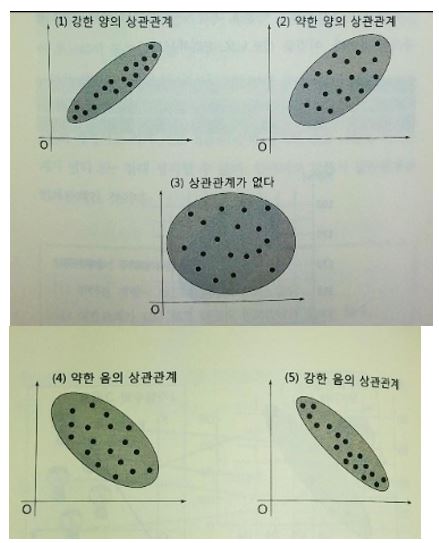 (1) 강한 양의 상관관계
(2) 약한 양의 상관관계
O
O
(3) 상관관계가 없다
O
(4) 약한 음의 상관관계
(5) 강한 음의 상관관계
O
O